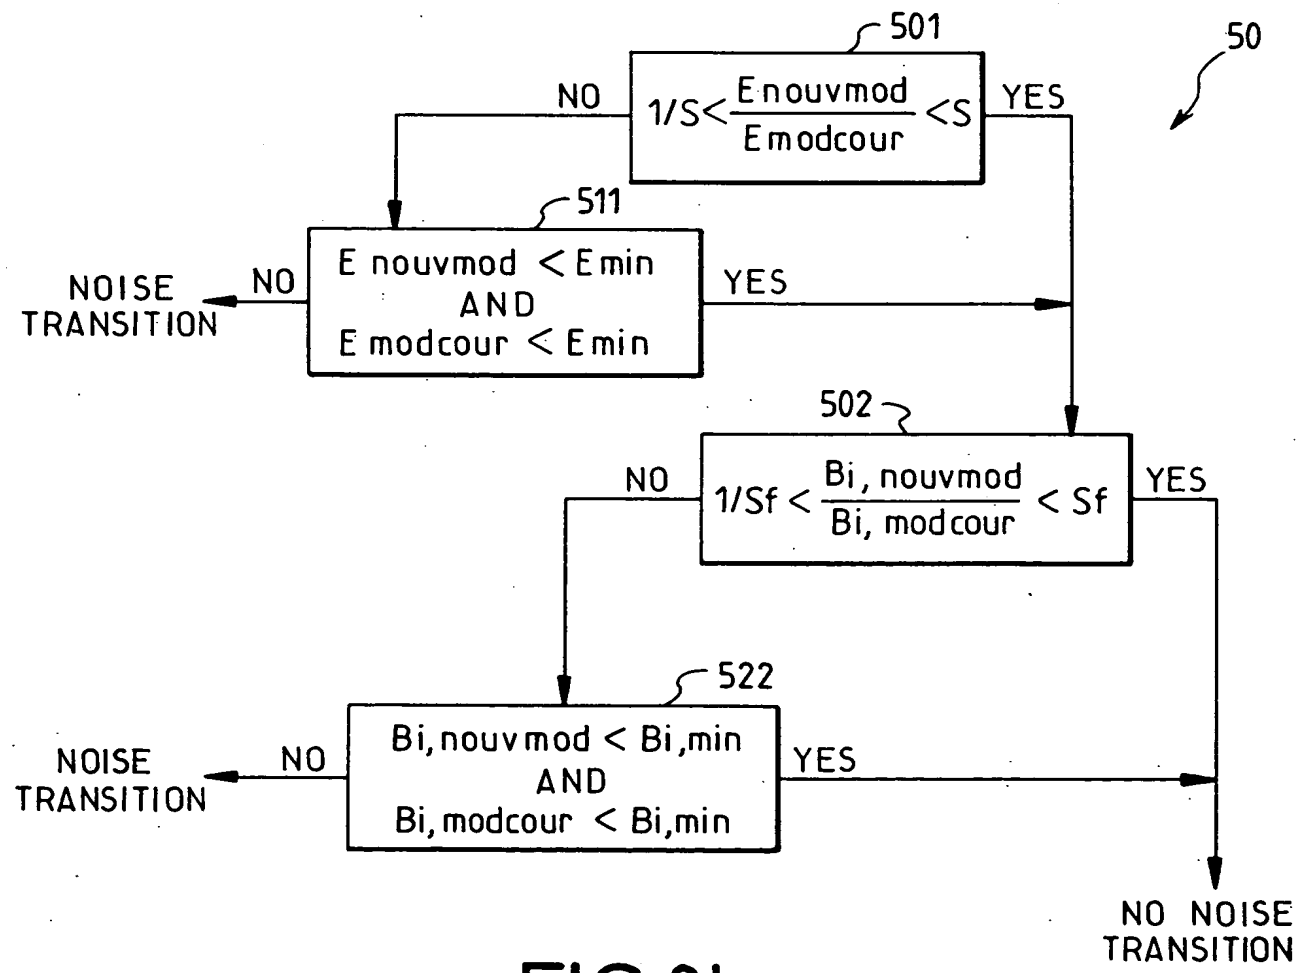 501
50
NO
1/S < E nouvmod / E modcour < S
YES
511
E nouvmod < E min
AND
E modcour < E min
NO
YES
NOISE
TRANSITION
502
NO
1/Sf < Bi, nouvmod / Bi, modcour < Sf
YES
522
Bi, nouvmod < Bi, min
AND
Bi, modcour < Bi, min
NO
YES
NOISE
TRANSITION
NO NOISE
TRANSITION